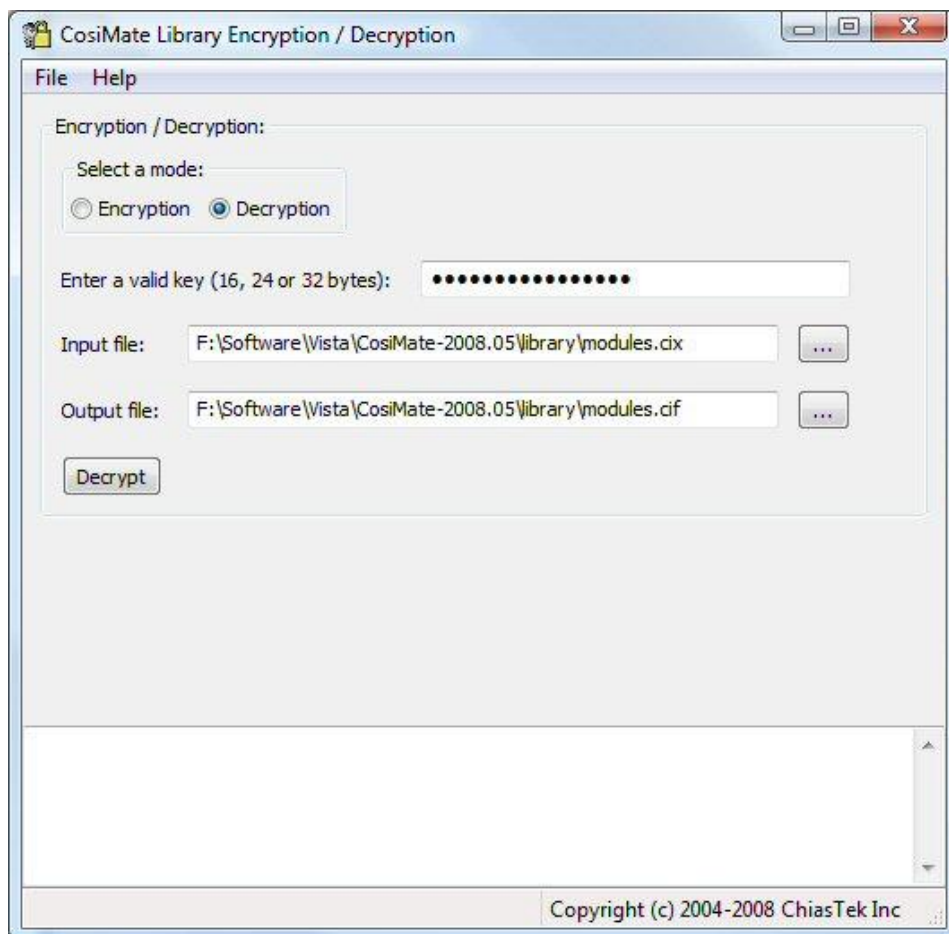 CosiMate Library Encryption / Decryption
File Help
Encryption / Decryption:
Select a mode:
Encryption Decryption
Enter a valid key (16, 24 or 32 bytes): ••••••••••••••••
Input file: F:\Software\Vista\CosiMate-2008.05\library\modules.cix ...
Output file: F:\Software\Vista\CosiMate-2008.05\library\modules.cif ...
Decrypt
Copyright (c) 2004-2008 ChiasTek Inc